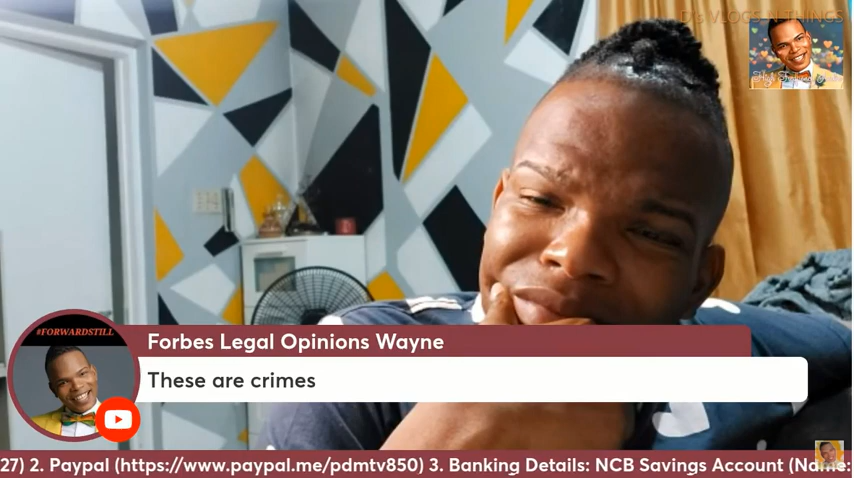 D's VLOGS N THINGS
#FORWARDSTILL
Forbes Legal Opinions Wayne
These are crimes
27) 2. Paypal (https://www.paypal.me/pdmtv850) 3. Banking Details: NCB Savings Account (Name: